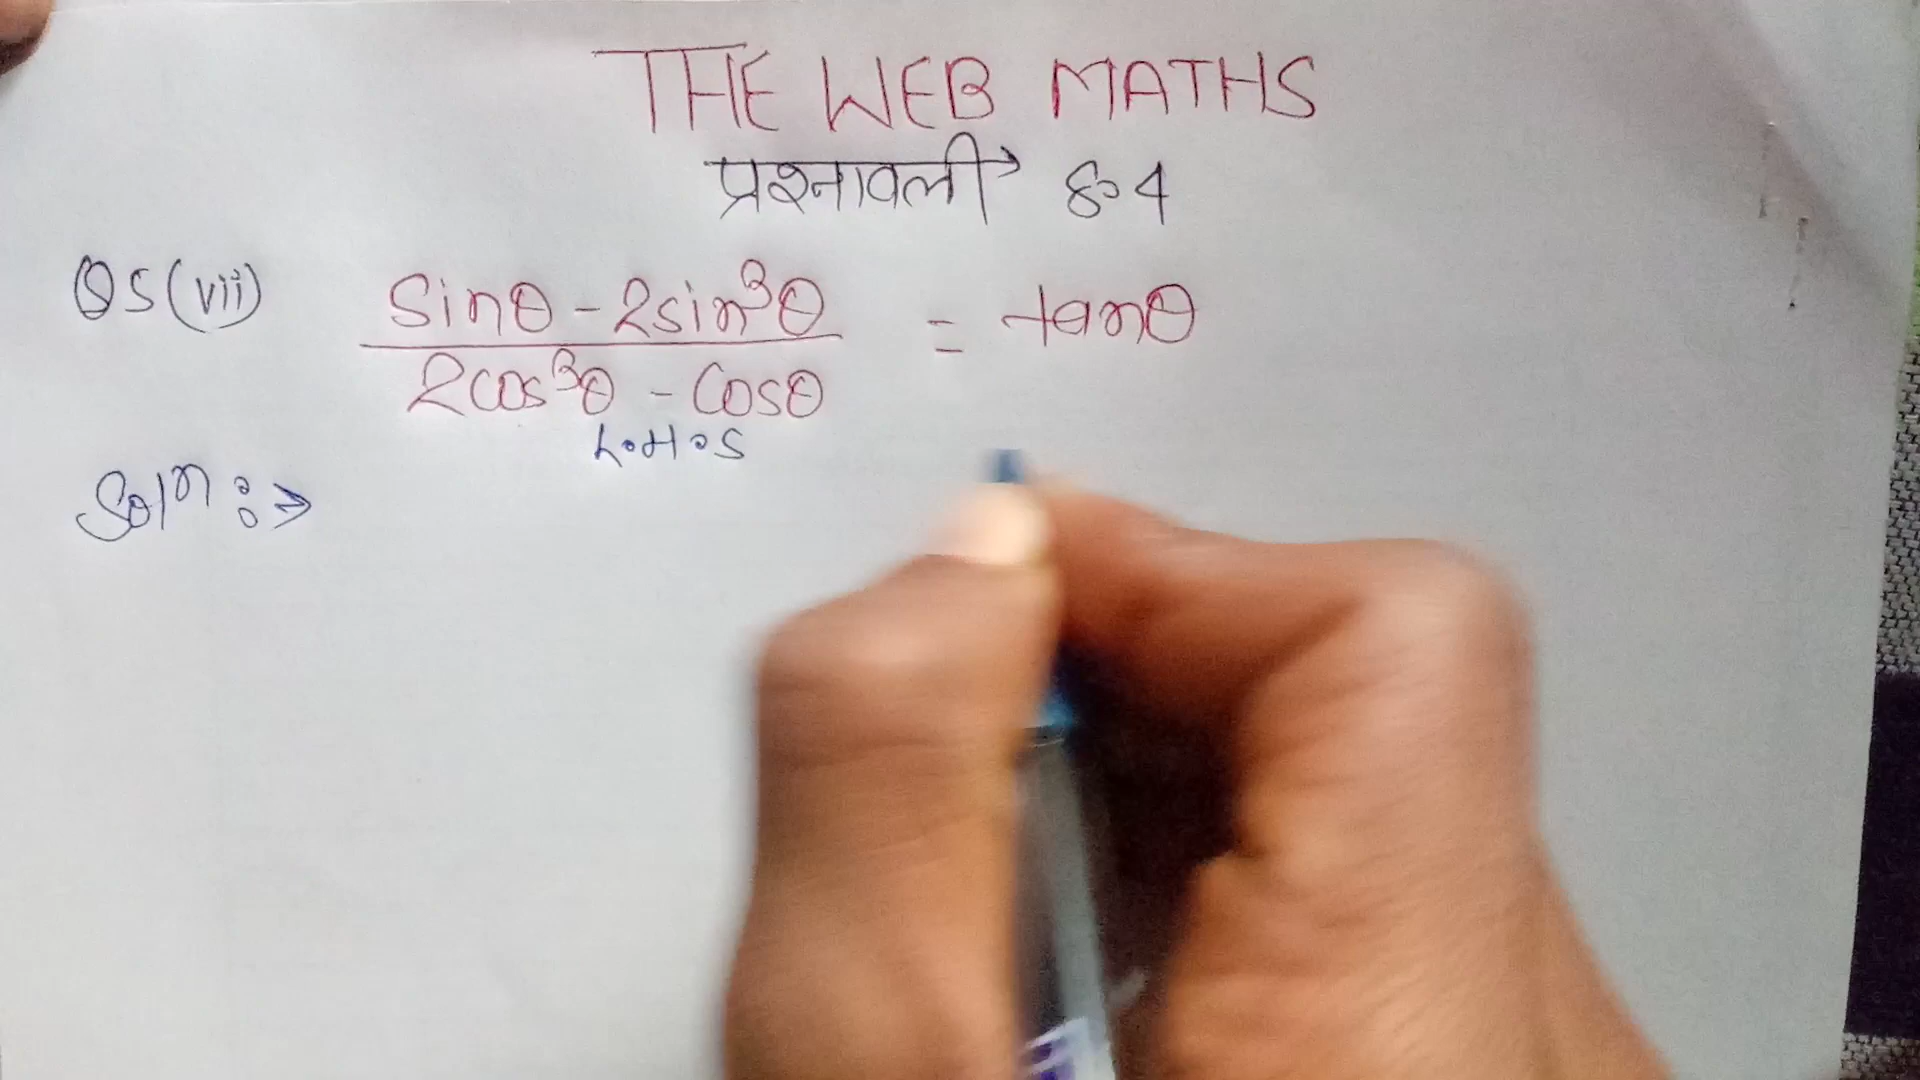 THE WEB MATHS
प्रश्नावली → 8.4
Q5(vii) sinθ - 2sin³θ / 2cos³θ - cosθ = tanθ
L.H.S
Solⁿ :→